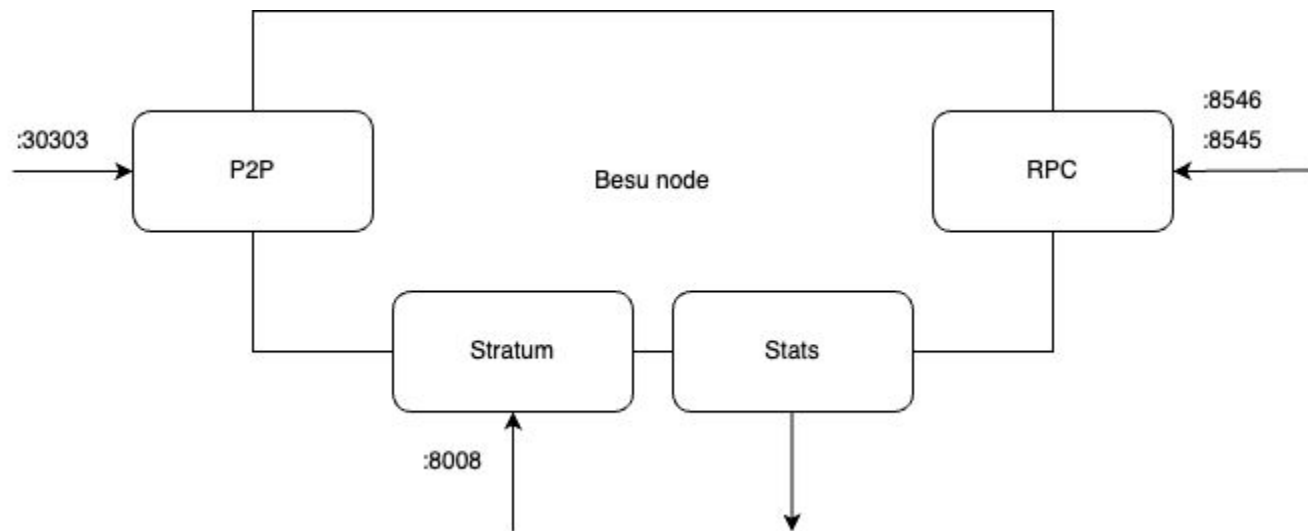 :8546
:30303
:8545
P2P
RPC
Besu node
Stratum
Stats
:8008